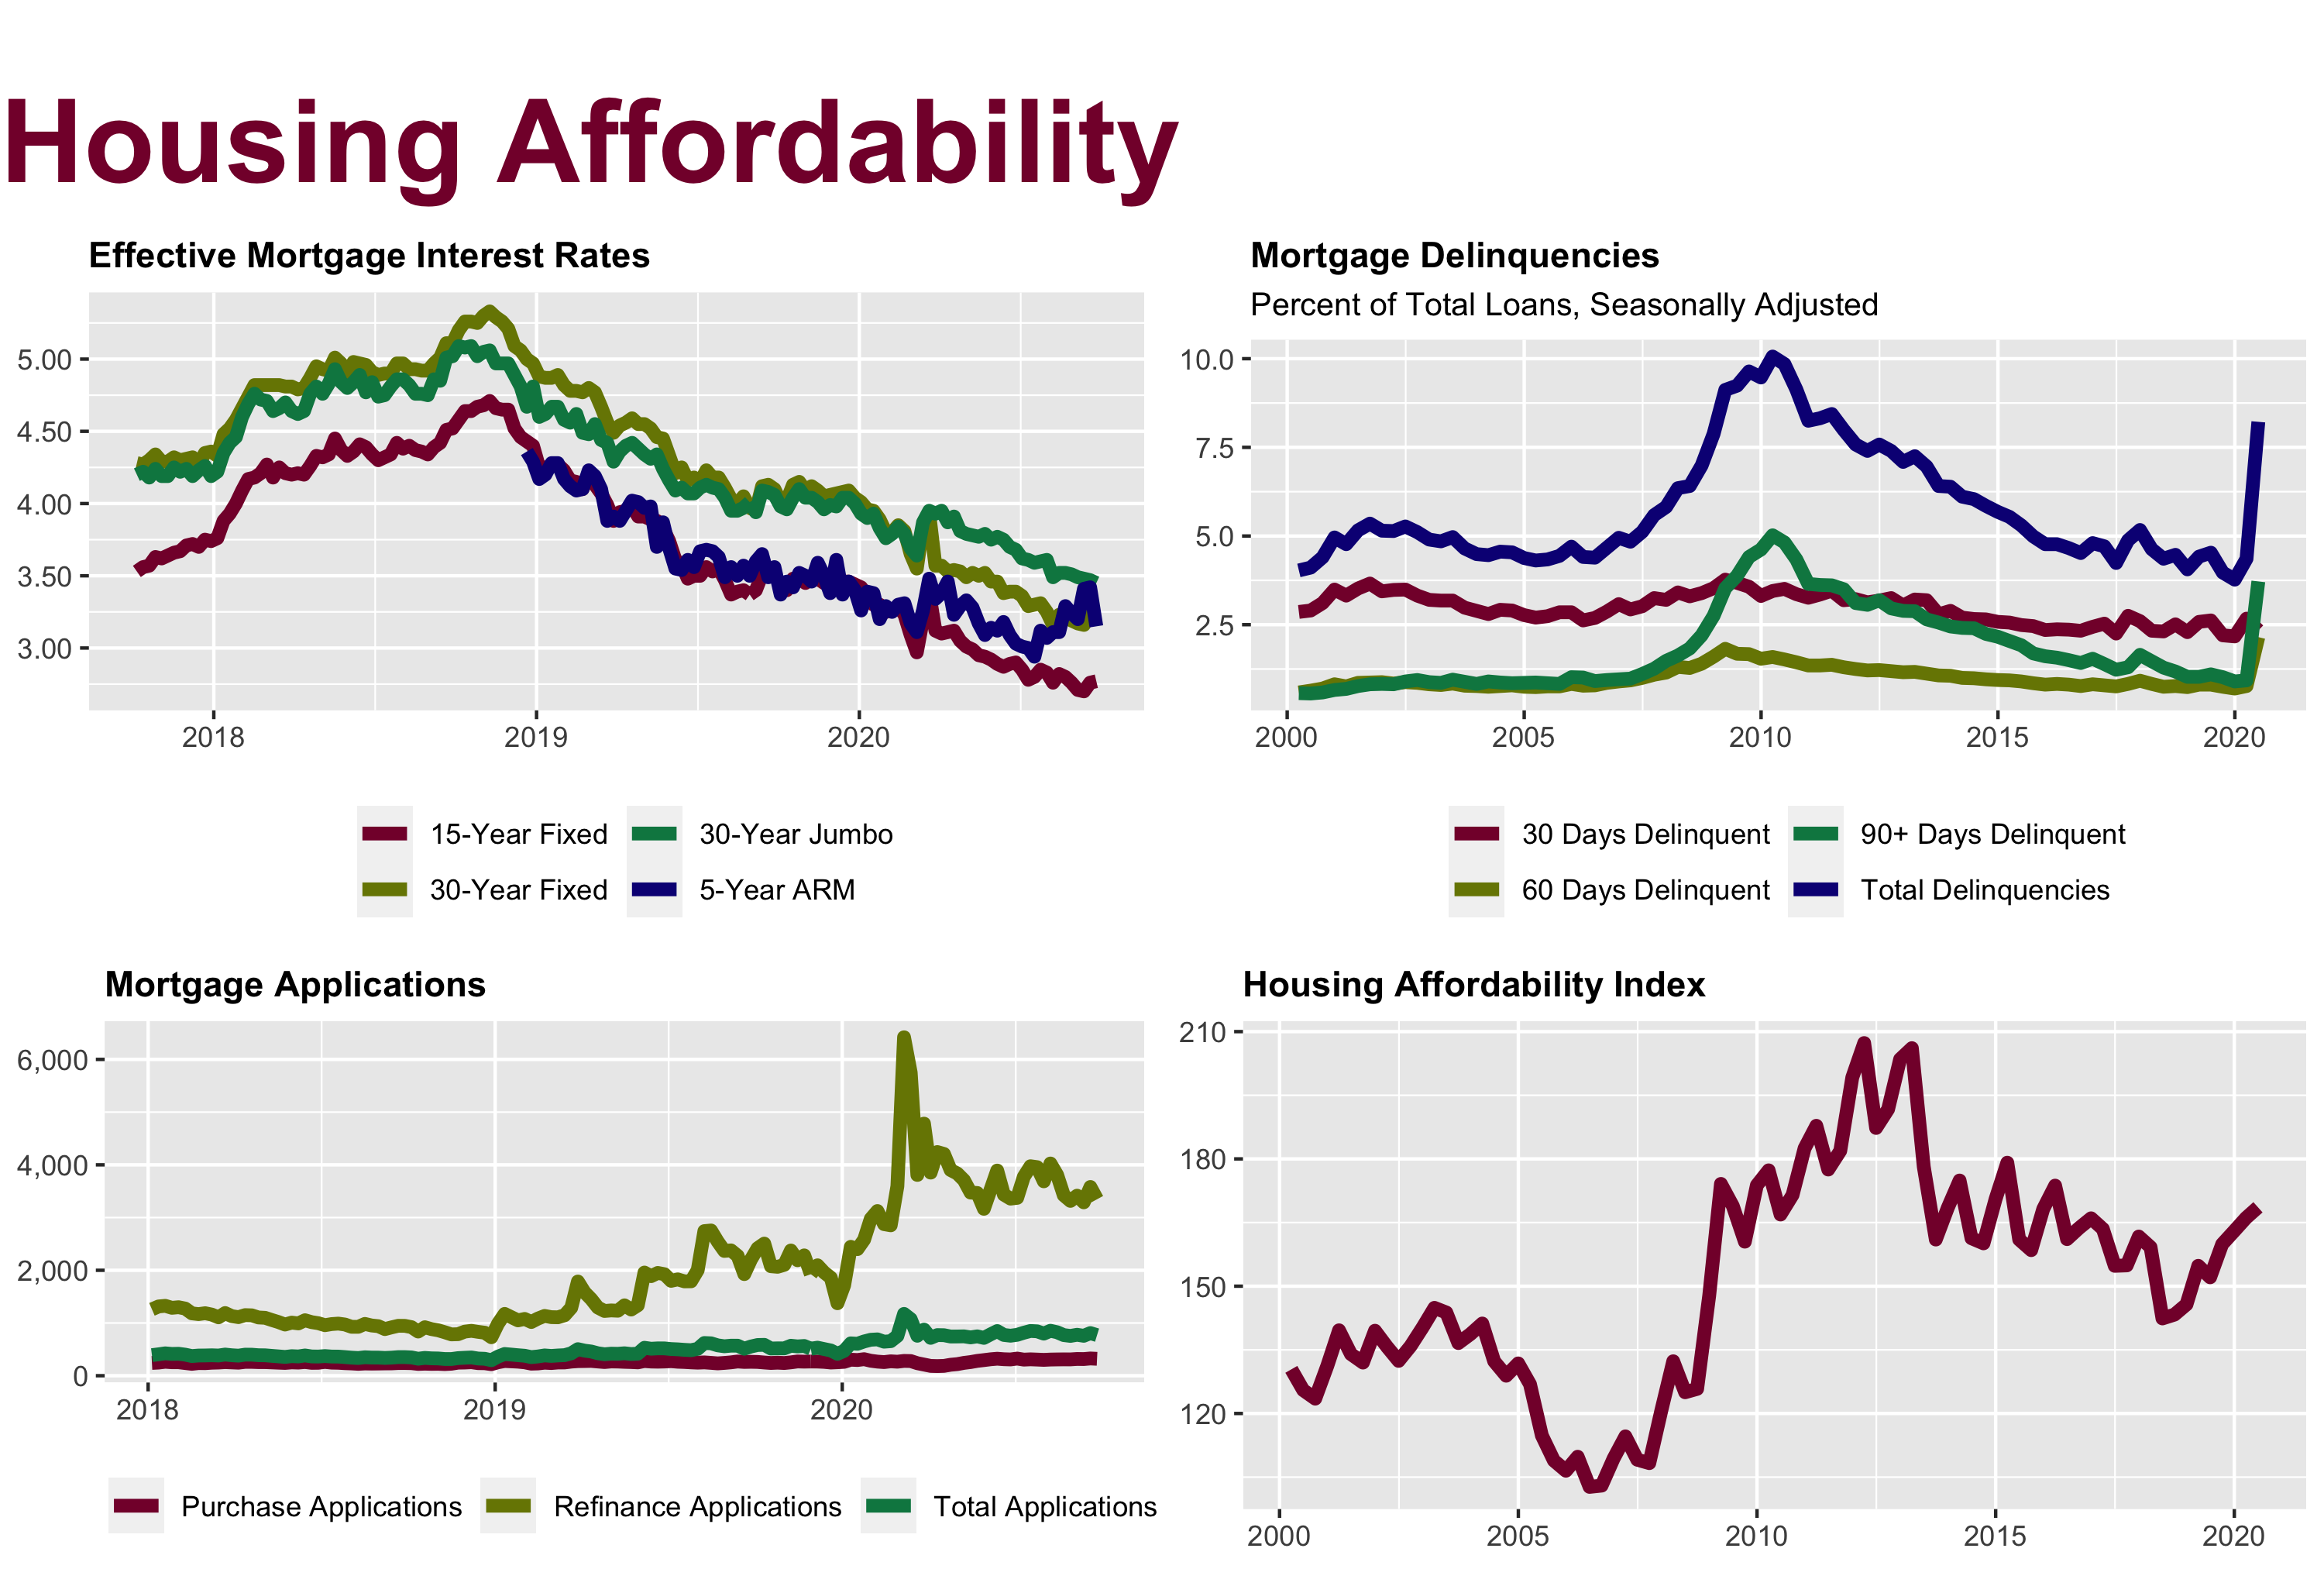 Housing Affordability
Effective Mortgage Interest Rates
5.00
4.50
4.00
3.50
3.00
2018 2019 2020
15-Year Fixed 30-Year Jumbo
30-Year Fixed 5-Year ARM
Mortgage Delinquencies
Percent of Total Loans, Seasonally Adjusted
10.0
7.5
5.0
2.5
2000 2005 2010 2015 2020
30 Days Delinquent 90+ Days Delinquent
60 Days Delinquent Total Delinquencies
Mortgage Applications
6,000
4,000
2,000
0
2018 2019 2020
Purchase Applications Refinance Applications Total Applications
Housing Affordability Index
210
180
150
120
2000 2005 2010 2015 2020